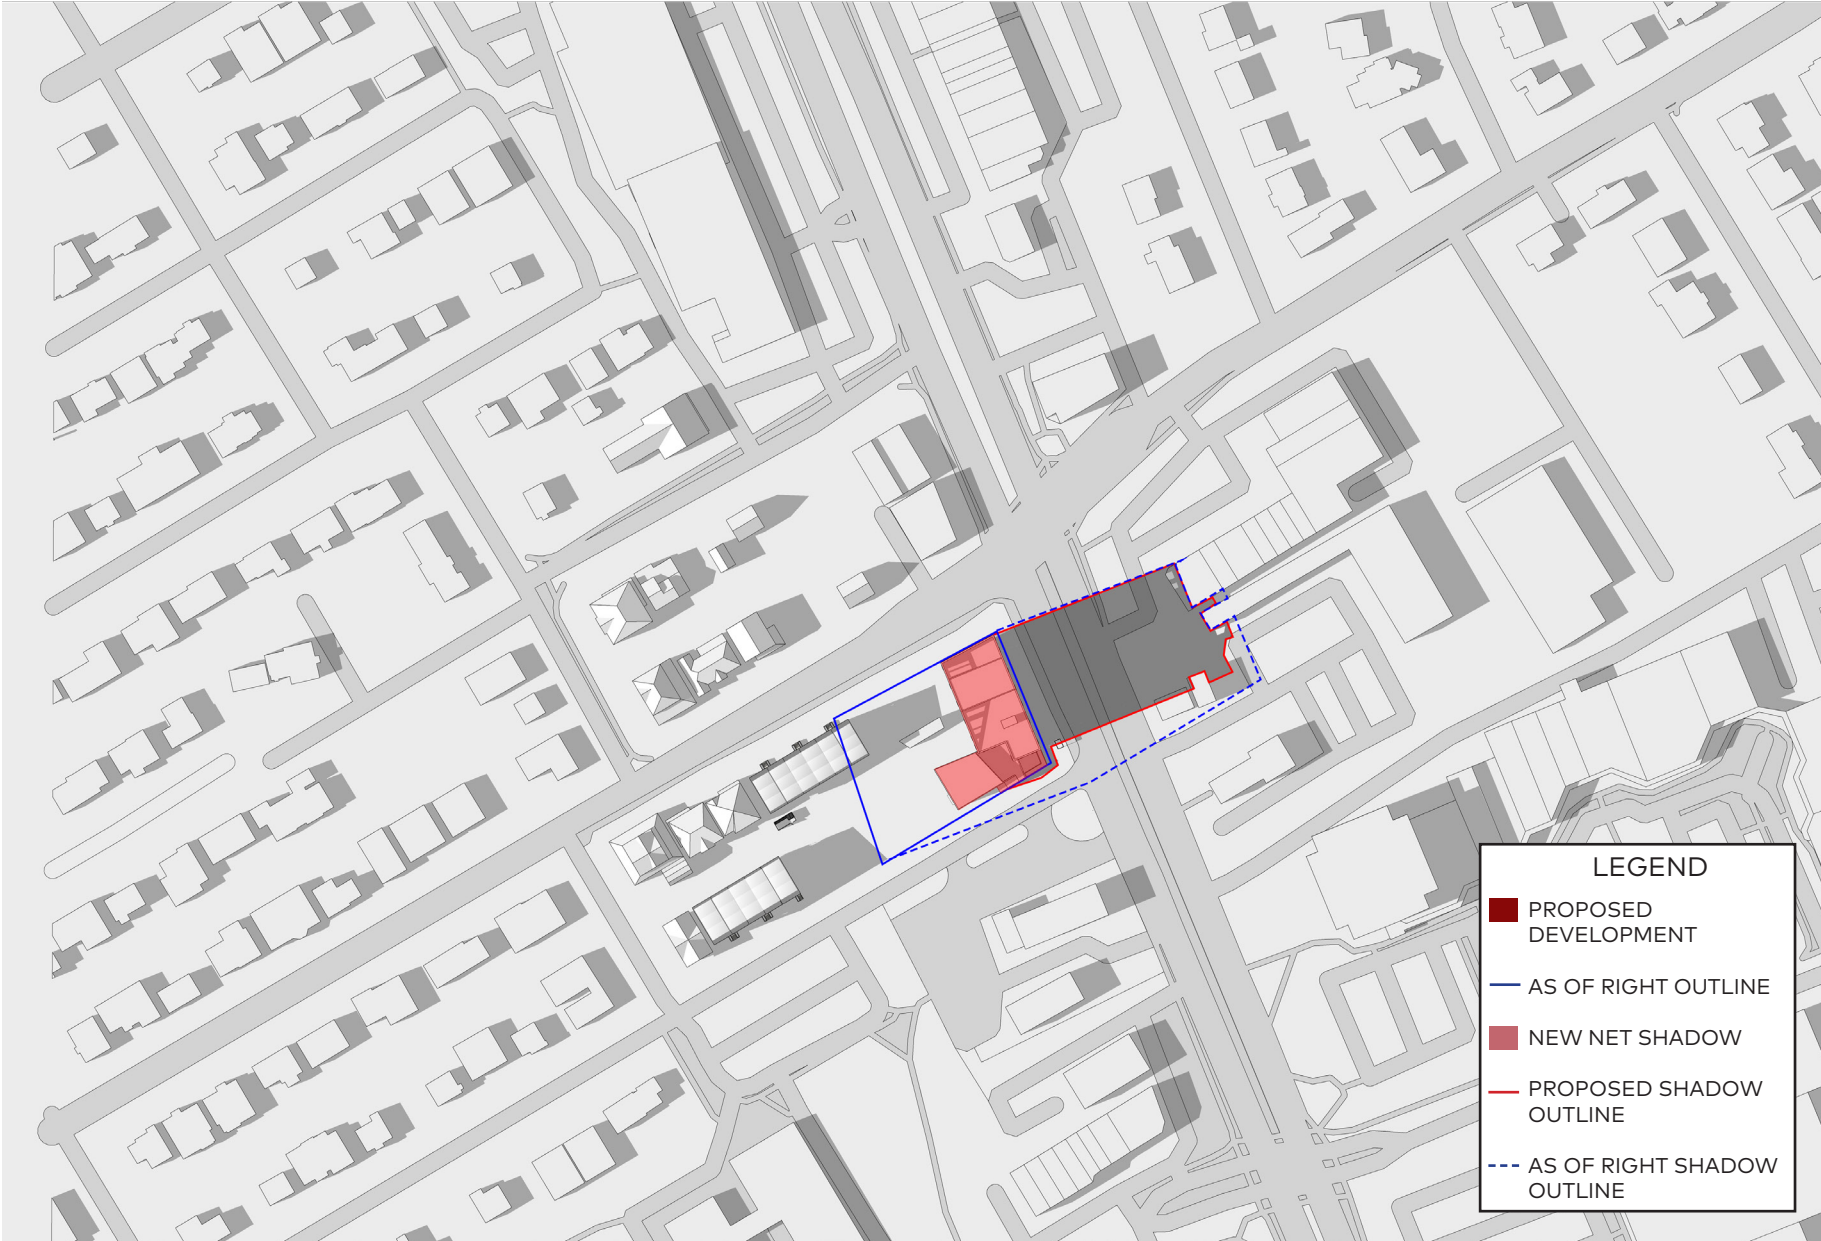 LEGEND
PROPOSED
DEVELOPMENT
AS OF RIGHT OUTLINE
NEW NET SHADOW
PROPOSED SHADOW
OUTLINE
AS OF RIGHT SHADOW
OUTLINE